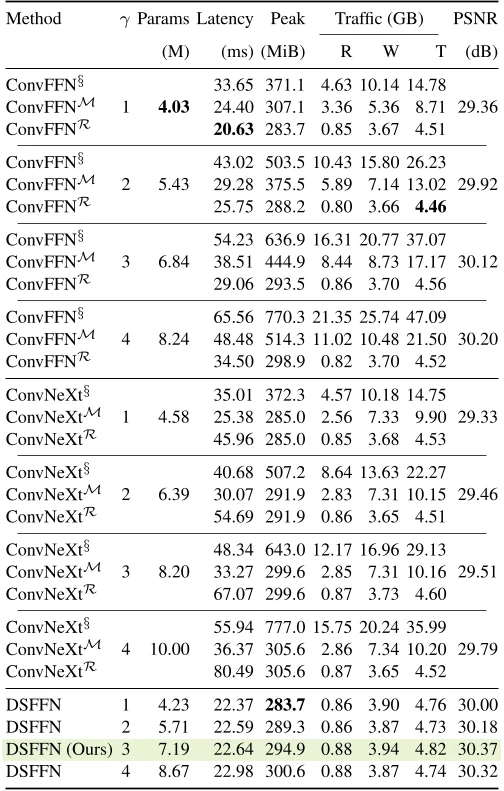 Method γ Params Latency Peak Traffic (GB) PSNR
(M) (ms) (MiB) R W T (dB)
ConvFFN§ 33.65 371.1 4.63 10.14 14.78
ConvFFNℳ 1 4.03 24.40 307.1 3.36 5.36 8.71 29.36
ConvFFNℛ 20.63 283.7 0.85 3.67 4.51
ConvFFN§ 43.02 503.5 10.43 15.80 26.23
ConvFFNℳ 2 5.43 29.28 375.5 5.89 7.14 13.02 29.92
ConvFFNℛ 25.75 288.2 0.80 3.66 4.46
ConvFFN§ 54.23 636.9 16.31 20.77 37.07
ConvFFNℳ 3 6.84 38.51 444.9 8.44 8.73 17.17 30.12
ConvFFNℛ 29.06 293.5 0.86 3.70 4.56
ConvFFN§ 65.56 770.3 21.35 25.74 47.09
ConvFFNℳ 4 8.24 48.48 514.3 11.02 10.48 21.50 30.20
ConvFFNℛ 34.50 298.9 0.82 3.70 4.52
ConvNeXt§ 35.01 372.3 4.57 10.18 14.75
ConvNeXtℳ 1 4.58 25.38 285.0 2.56 7.33 9.90 29.33
ConvNeXtℛ 45.96 285.0 0.85 3.68 4.53
ConvNeXt§ 40.68 507.2 8.64 13.63 22.27
ConvNeXtℳ 2 6.39 30.07 291.9 2.83 7.31 10.15 29.46
ConvNeXtℛ 54.69 291.9 0.86 3.65 4.51
ConvNeXt§ 48.34 643.0 12.17 16.96 29.13
ConvNeXtℳ 3 8.20 33.27 299.6 2.85 7.31 10.16 29.51
ConvNeXtℛ 67.07 299.6 0.87 3.73 4.60
ConvNeXt§ 55.94 777.0 15.75 20.24 35.99
ConvNeXtℳ 4 10.00 36.37 305.6 2.86 7.34 10.20 29.79
ConvNeXtℛ 80.49 305.6 0.87 3.65 4.52
DSFFN 1 4.23 22.37 283.7 0.86 3.90 4.76 30.00
DSFFN 2 5.71 22.59 289.3 0.86 3.87 4.73 30.18
DSFFN (Ours) 3 7.19 22.64 294.9 0.88 3.94 4.82 30.37
DSFFN 4 8.67 22.98 300.6 0.88 3.87 4.74 30.32